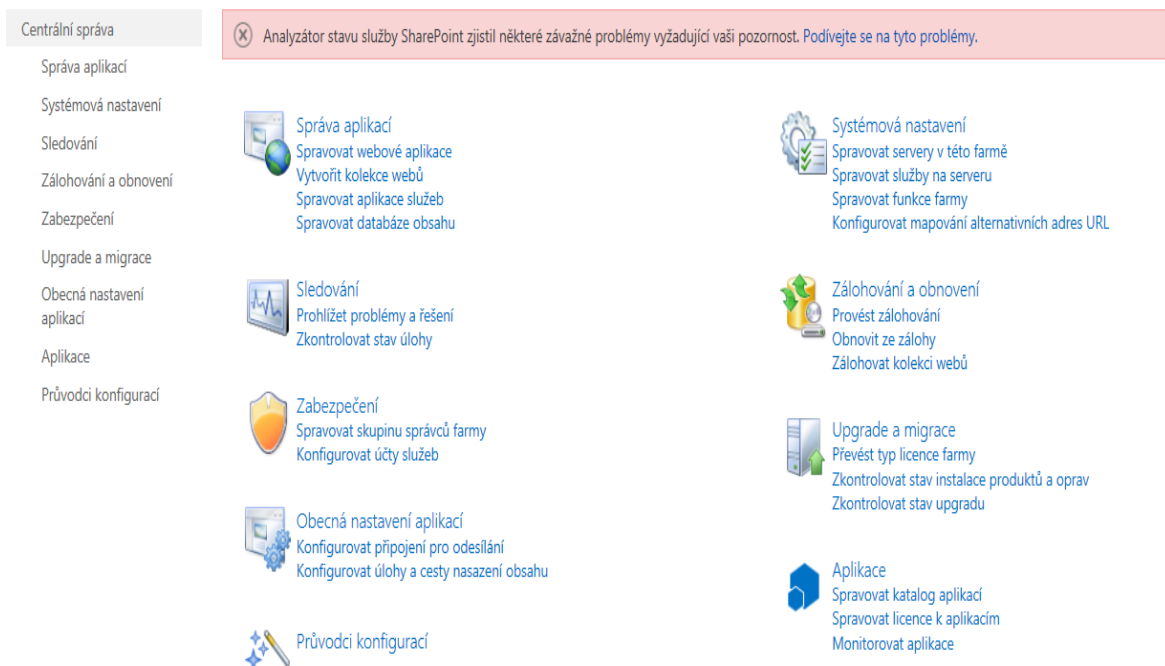 Centrální správa
Správa aplikací
Systémová nastavení
Sledování
Zálohování a obnovení
Zabezpečení
Upgrade a migrace
Obecná nastavení
aplikací
Aplikace
Průvodci konfigurací
Analyzátor stavu služby SharePoint zjistil některé závažné problémy vyžadující vaši pozornost. Podívejte se na tyto problémy.
Správa aplikací
Spravovat webové aplikace
Vytvořit kolekce webů
Spravovat aplikace služeb
Spravovat databáze obsahu
Sledování
Prohlížet problémy a řešení
Zkontrolovat stav úlohy
Zabezpečení
Spravovat skupinu správců farmy
Konfigurovat účty služeb
Obecná nastavení aplikací
Konfigurovat připojení pro odesílání
Konfigurovat úlohy a cesty nasazení obsahu
Průvodci konfigurací
Systémová nastavení
Spravovat servery v této farmě
Spravovat služby na serveru
Spravovat funkce farmy
Konfigurovat mapování alternativních adres URL
Zálohování a obnovení
Provést zálohování
Obnovit ze zálohy
Zálohovat kolekci webů
Upgrade a migrace
Převést typ licence farmy
Zkontrolovat stav instalace produktů a oprav
Zkontrolovat stav upgradu
Aplikace
Spravovat katalog aplikací
Spravovat licence k aplikacím
Monitorovat aplikace